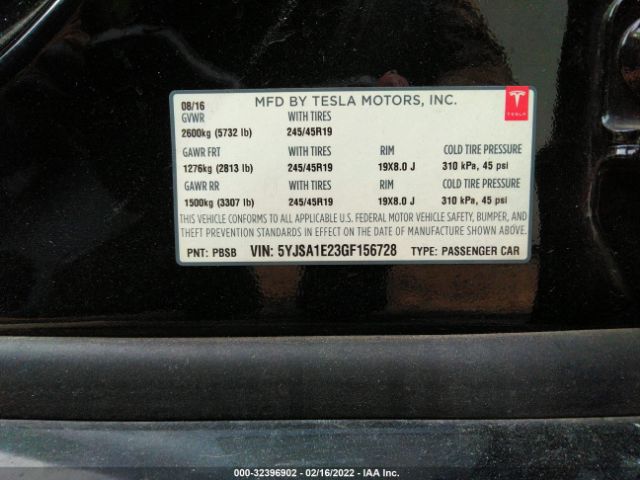 08/16 MFD BY TESLA MOTORS, INC.
TESLA
GVWR WITH TIRES
2600kg (5732 lb) 245/45R19
GAWR FRT WITH TIRES RIM COLD TIRE PRESSURE
1276kg (2813 lb) 245/45R19 19X8.0 J 310 kPa, 45 psi
GAWR RR WITH TIRES RIM COLD TIRE PRESSURE
1500kg (3307 lb) 245/45R19 19X8.0 J 310 kPa, 45 psi
THIS VEHICLE CONFORMS TO ALL APPLICABLE U.S. FEDERAL MOTOR VEHICLE SAFETY, BUMPER, AND
THEFT PREVENTION STANDARDS IN EFFECT ON THE DATE OF MANUFACTURE SHOWN ABOVE.
PNT: PBSB VIN: 5YJSA1E23GF156728 TYPE: PASSENGER CAR
000-32396902 - 02/16/2022 - IAA Inc.